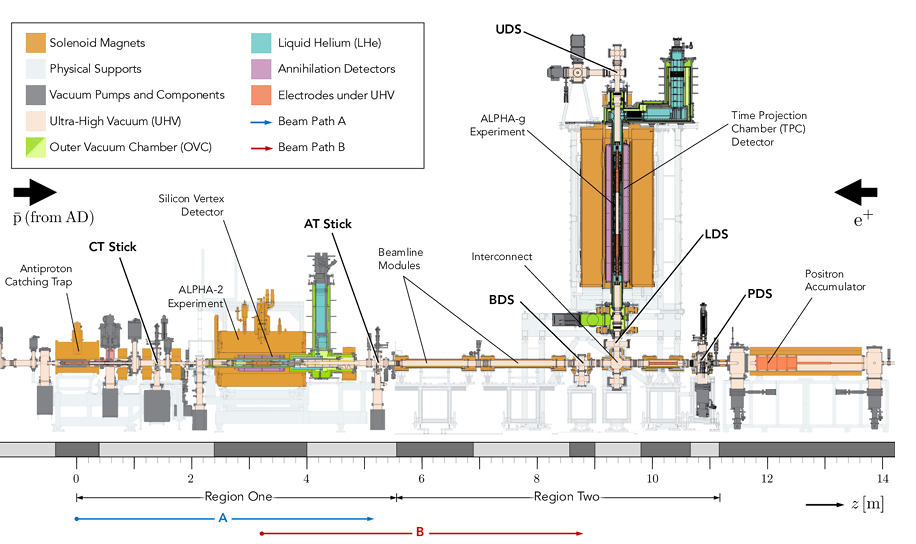 Solenoid Magnets
Physical Supports
Vacuum Pumps and Components
Ultra-High Vacuum (UHV)
Outer Vacuum Chamber (OVC)
Liquid Helium (LHe)
Annihilation Detectors
Electrodes under UHV
Beam Path A
Beam Path B
UDS
ALPHA-g
Experiment
Time Projection
Chamber (TPC)
Detector
p̄ (from AD)
e⁺
Silicon Vertex
Detector
AT Stick
CT Stick
LDS
Antiproton
Catching Trap
ALPHA-2
Experiment
Beamline
Modules
Interconnect
BDS
PDS
Positron
Accumulator
0 2 4 6 8 10 12 14
Region One
Region Two
z [m]
A
B